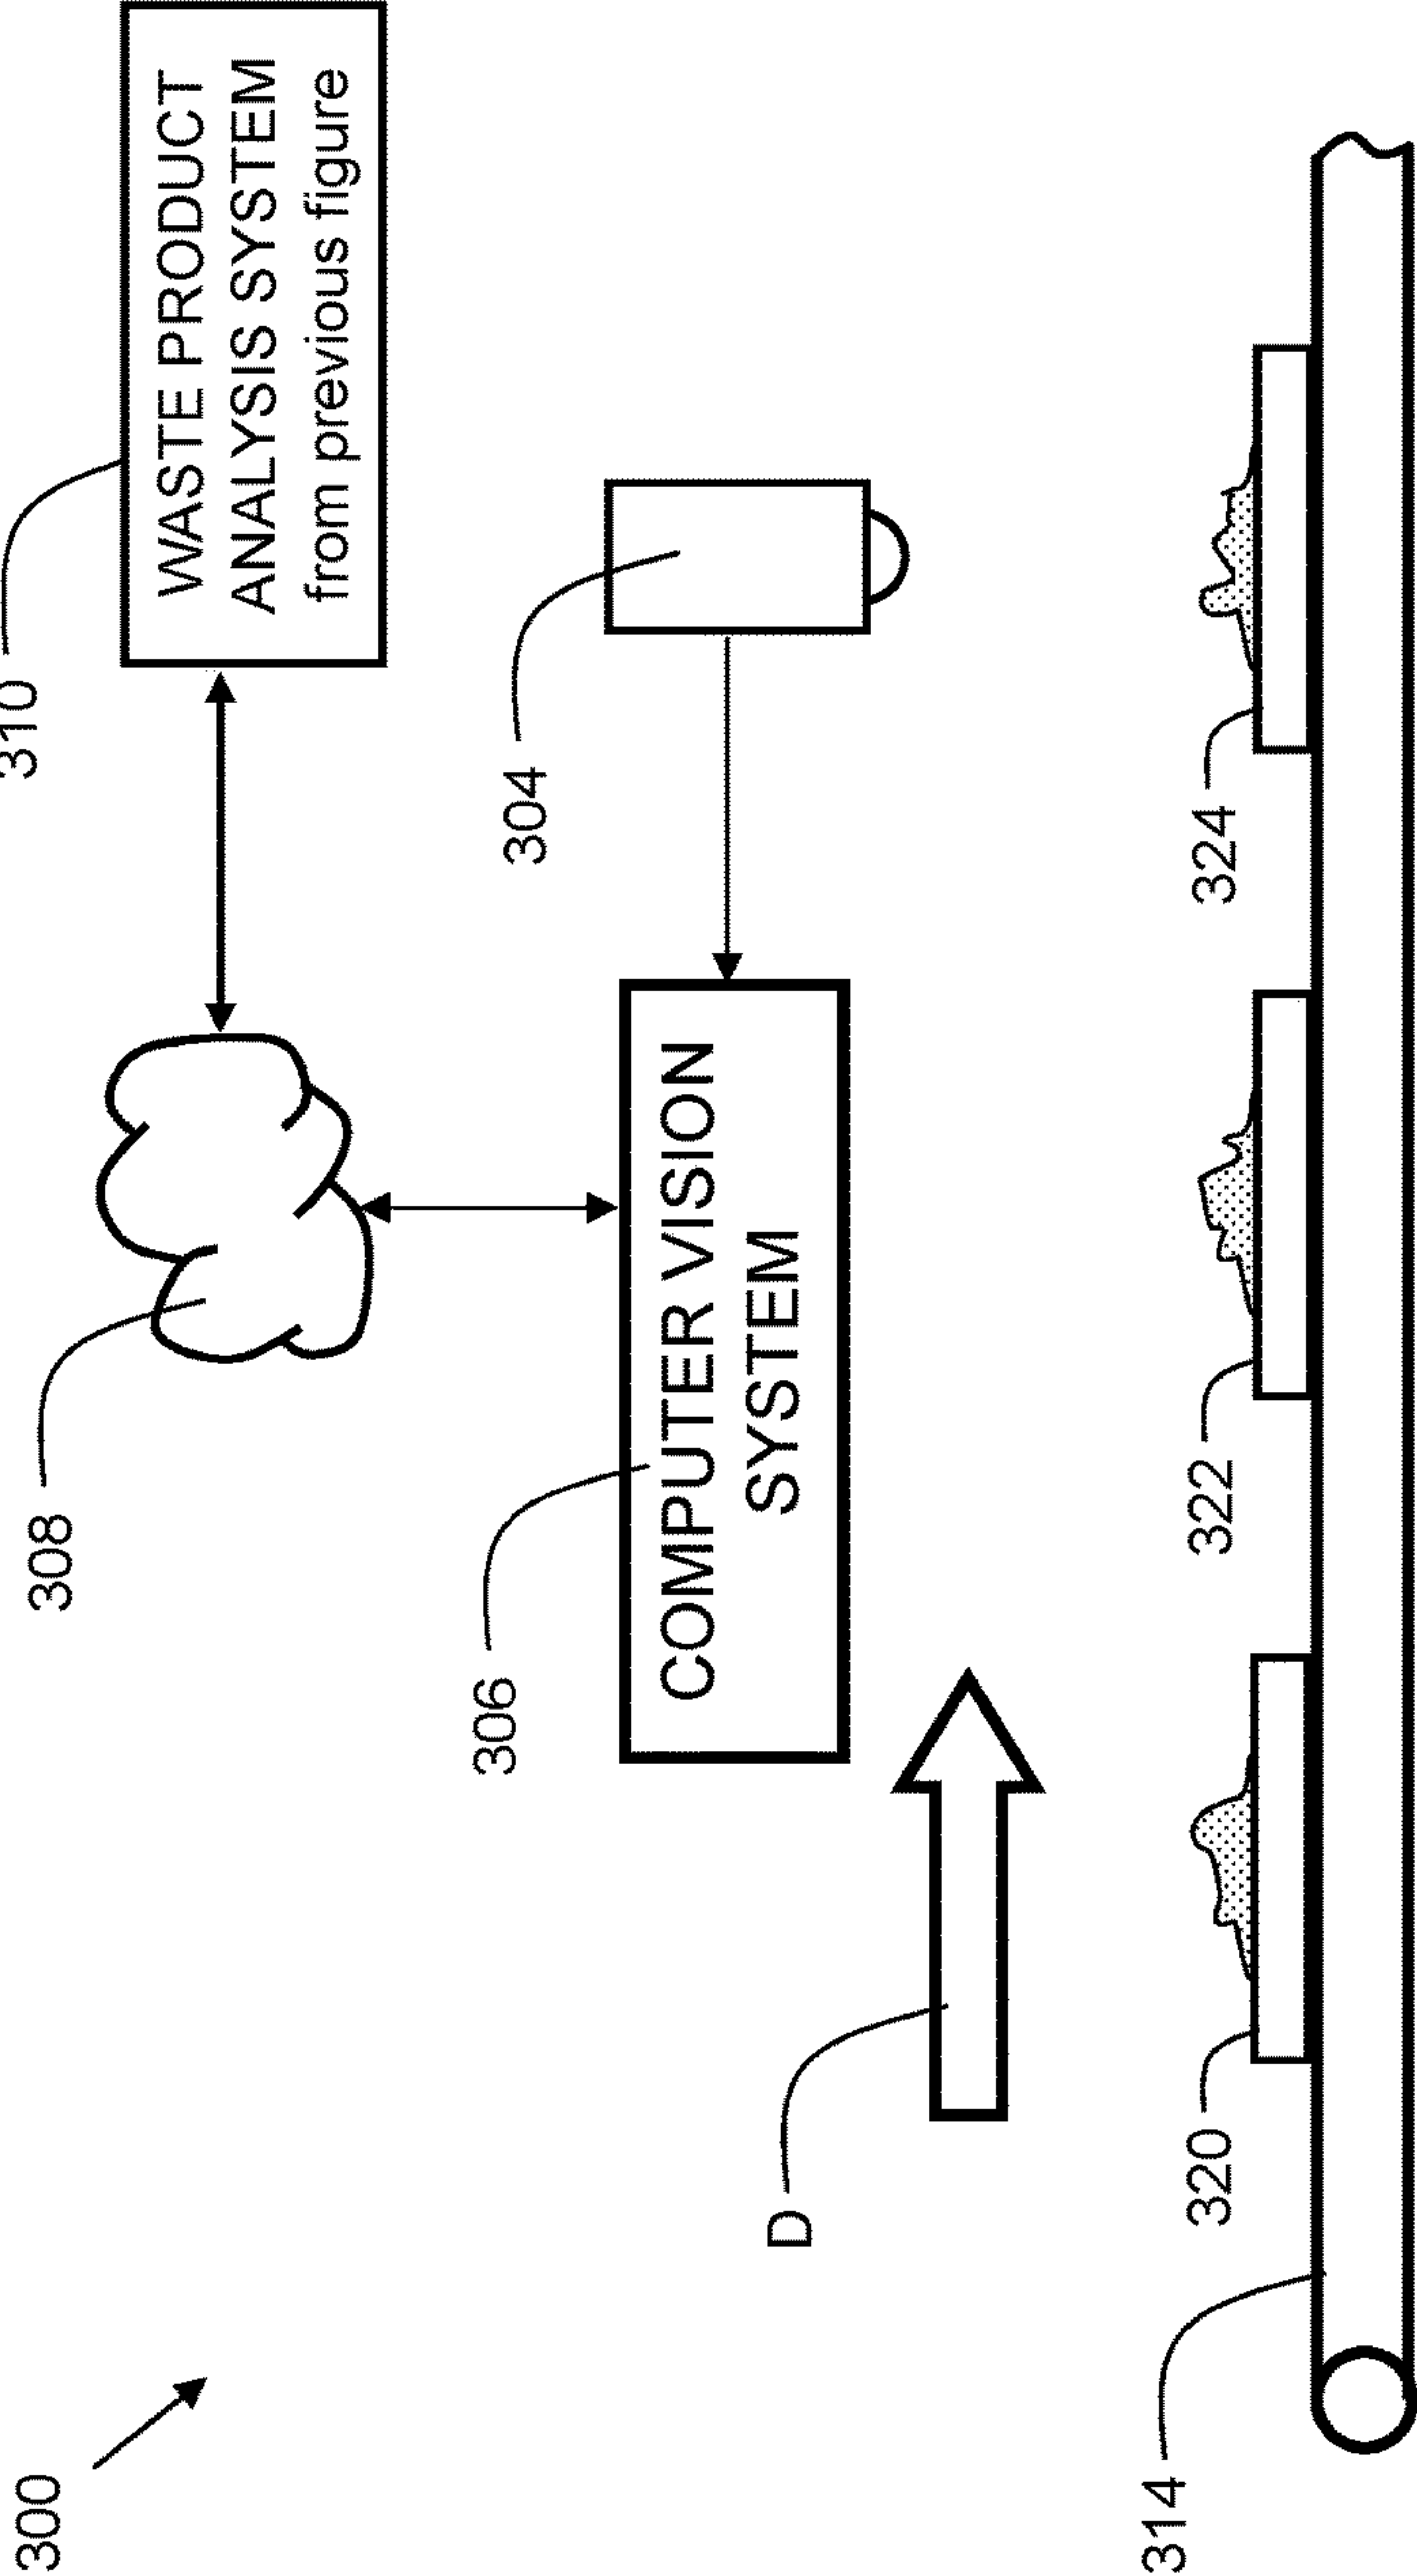 300
308
310
WASTE PRODUCT
ANALYSIS SYSTEM
from previous figure
306
304
COMPUTER VISION
SYSTEM
D
314
320
322
324